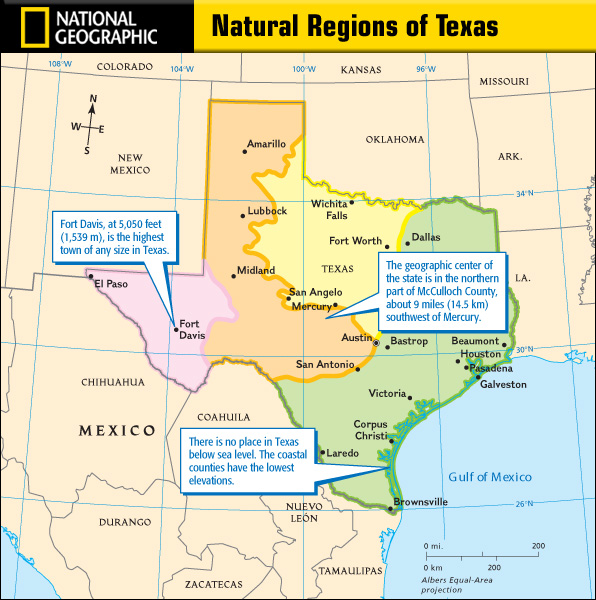 NATIONAL
GEOGRAPHIC
Natural Regions of Texas
108°W
104°W
100°W
96°W
COLORADO
KANSAS
MISSOURI
N
W
E
S
Amarillo
OKLAHOMA
ARK.
NEW
MEXICO
34°N
Lubbock
Wichita
Falls
Fort Davis, at 5,050 feet
(1,539 m), is the highest
town of any size in Texas.
Fort Worth
Dallas
El Paso
Midland
TEXAS
The geographic center of
the state is in the northern
part of McCulloch County,
about 9 miles (14.5 km)
southwest of Mercury.
LA.
San Angelo
Mercury
Fort
Davis
Austin
Bastrop
Beaumont
30°N
Houston
Pasadena
Galveston
San Antonio
CHIHUAHUA
Victoria
COAHUILA
MEXICO
Corpus
Christi
There is no place in Texas
below sea level. The coastal
counties have the lowest
elevations.
Laredo
Gulf of Mexico
Brownsville
26°N
NUEVO
LEÓN
DURANGO
0 mi.
200
0 km
200
Albers Equal-Area
projection
TAMAULIPAS
ZACATECAS